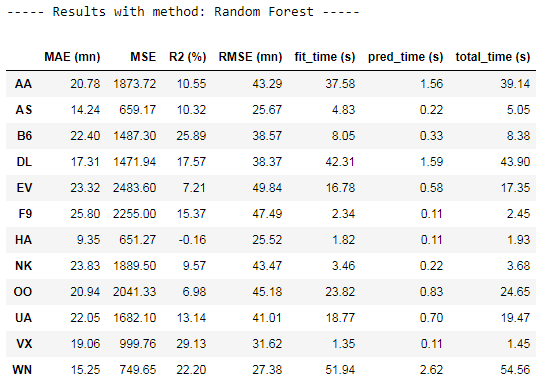 ----- Results with method: Random Forest -----
MAE (mn) MSE R2 (%) RMSE (mn) fit_time (s) pred_time (s) total_time (s)
AA 20.78 1873.72 10.55 43.29 37.58 1.56 39.14
AS 14.24 659.17 10.32 25.67 4.83 0.22 5.05
B6 22.40 1487.30 25.89 38.57 8.05 0.33 8.38
DL 17.31 1471.94 17.57 38.37 42.31 1.59 43.90
EV 23.32 2483.60 7.21 49.84 16.78 0.58 17.35
F9 25.80 2255.00 15.37 47.49 2.34 0.11 2.45
HA 9.35 651.27 -0.16 25.52 1.82 0.11 1.93
NK 23.83 1889.50 9.57 43.47 3.46 0.22 3.68
OO 20.94 2041.33 6.98 45.18 23.82 0.83 24.65
UA 22.05 1682.10 13.14 41.01 18.77 0.70 19.47
VX 19.06 999.76 29.13 31.62 1.35 0.11 1.45
WN 15.25 749.65 22.20 27.38 51.94 2.62 54.56